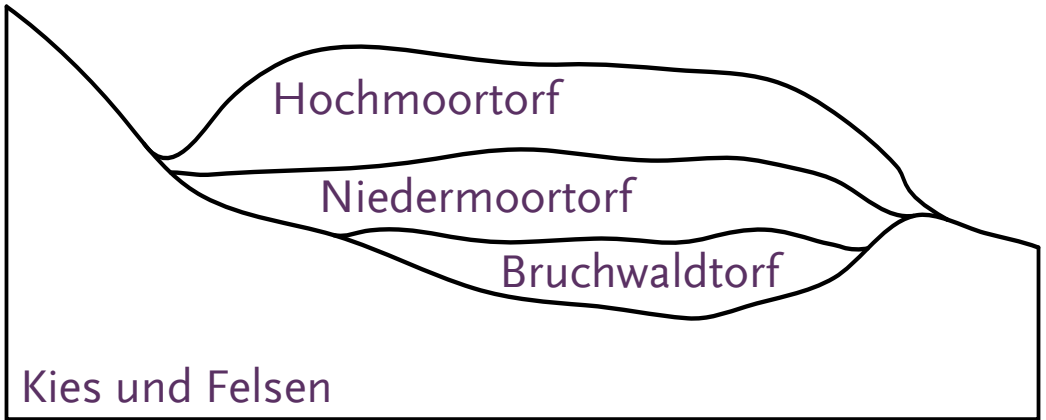 Hochmoortorf
Niedermoortorf
Bruchwaldtorf
Kies und Felsen